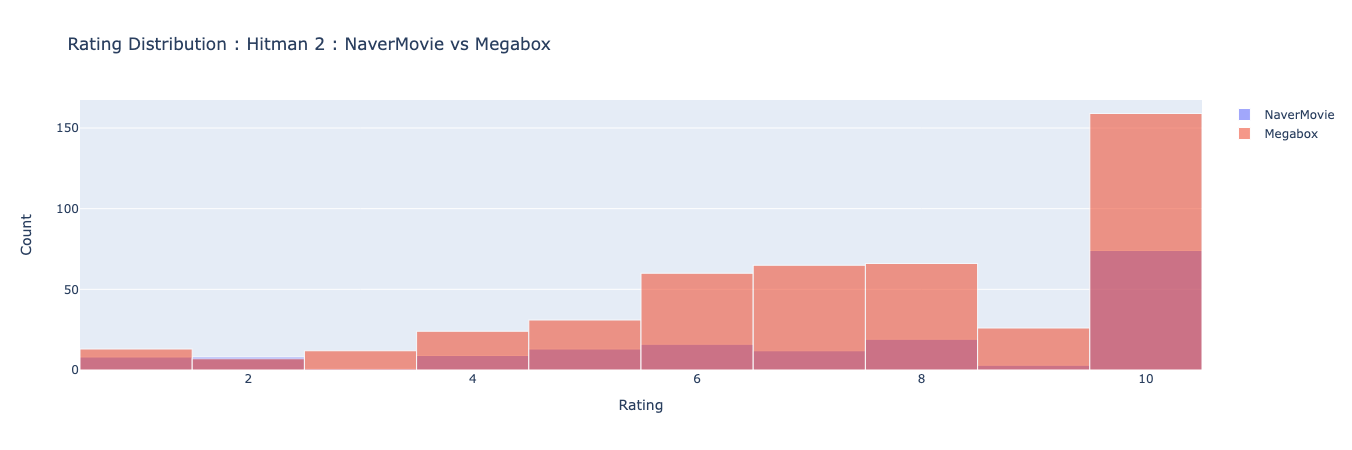 Rating Distribution : Hitman 2 : NaverMovie vs Megabox
NaverMovie
Megabox
Count
150
100
50
0
2 4 6 8 10
Rating